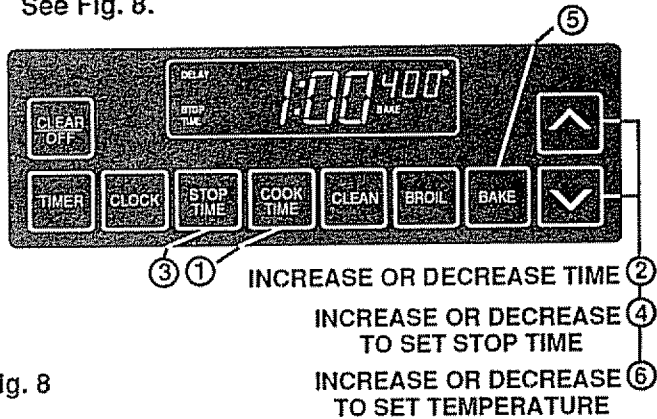 See Fig. 8.
⑤
DELAY
1:00 400°
STOP
TIME
BAKE
CLEAR
OFF
TIMER
CLOCK
STOP
TIME
COOK
TIME
CLEAN
BROIL
BAKE
③ ①
INCREASE OR DECREASE TIME ②
INCREASE OR DECREASE ④
TO SET STOP TIME
ig. 8
INCREASE OR DECREASE ⑥
TO SET TEMPERATURE